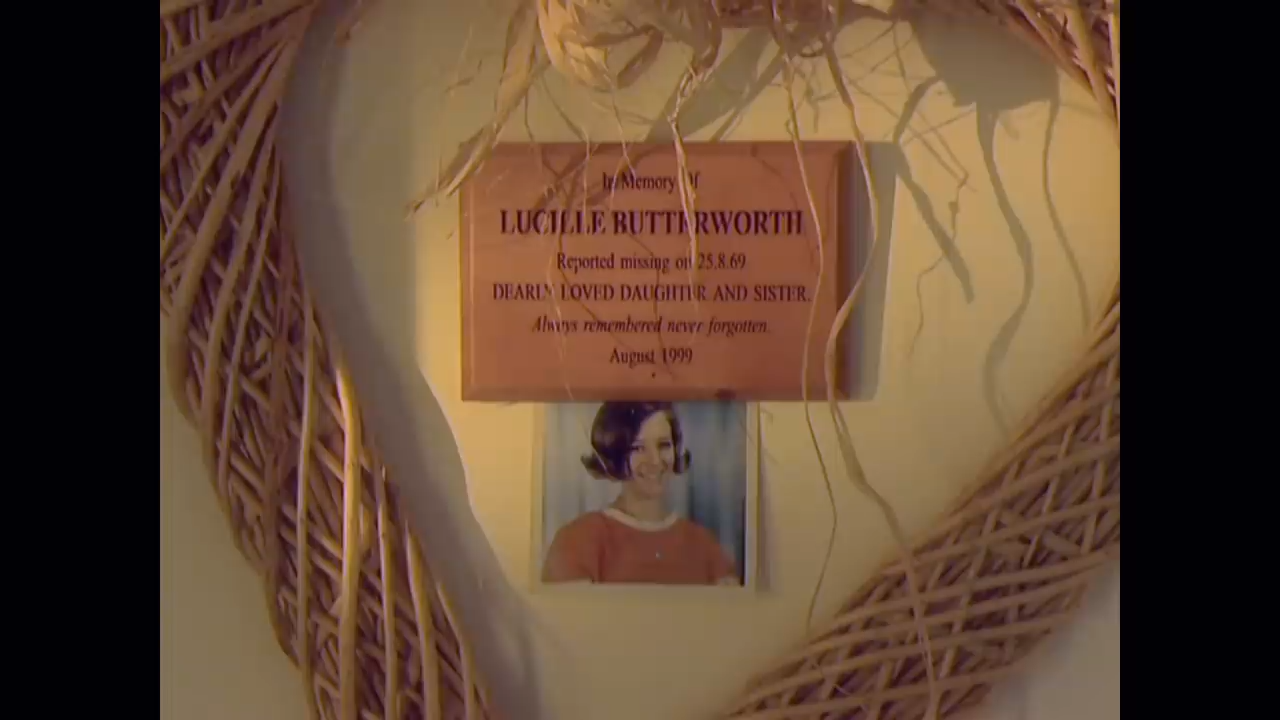 In Memory Of
LUCILLE BUTTERWORTH
Reported missing on 25.8.69
DEARLY LOVED DAUGHTER AND SISTER.
Always remembered never forgotten.
August 1999